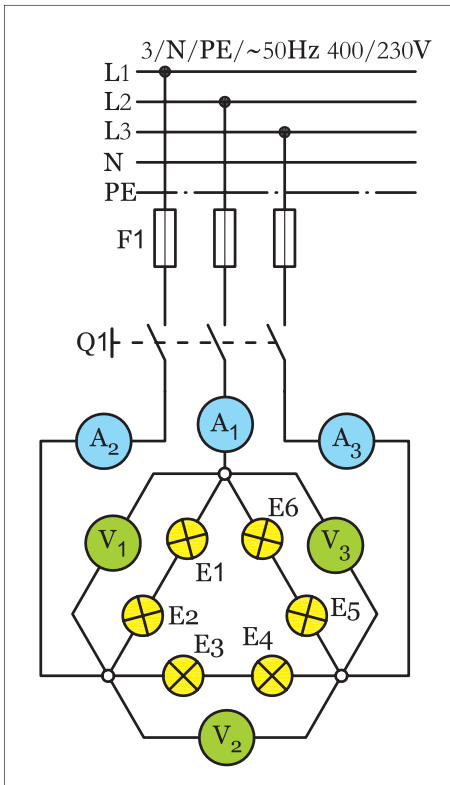 3/N/PE/~50Hz 400/230V
L1
L2
L3
N
PE
F1
Q1
A1
A2
A3
E6
V1
V3
E1
E2
E5
E3
E4
V2